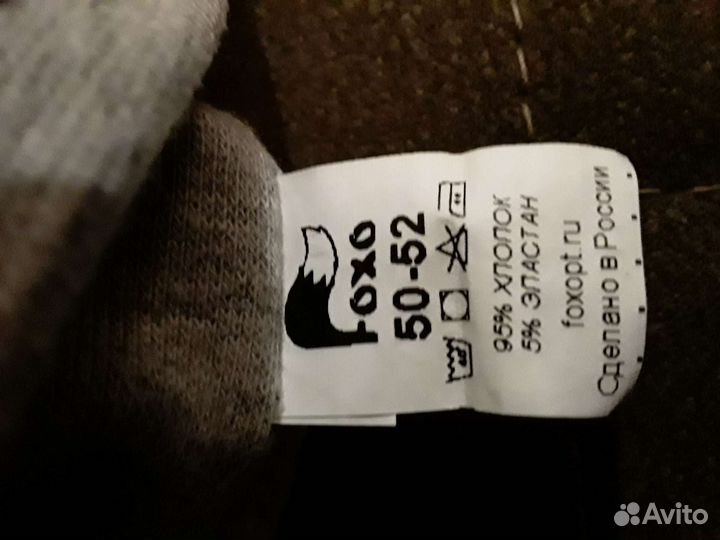 FOXO
50-52
95% ХЛОПОК
5% ЭЛАСТАН
foxopt.ru
Сделано в России
Avito